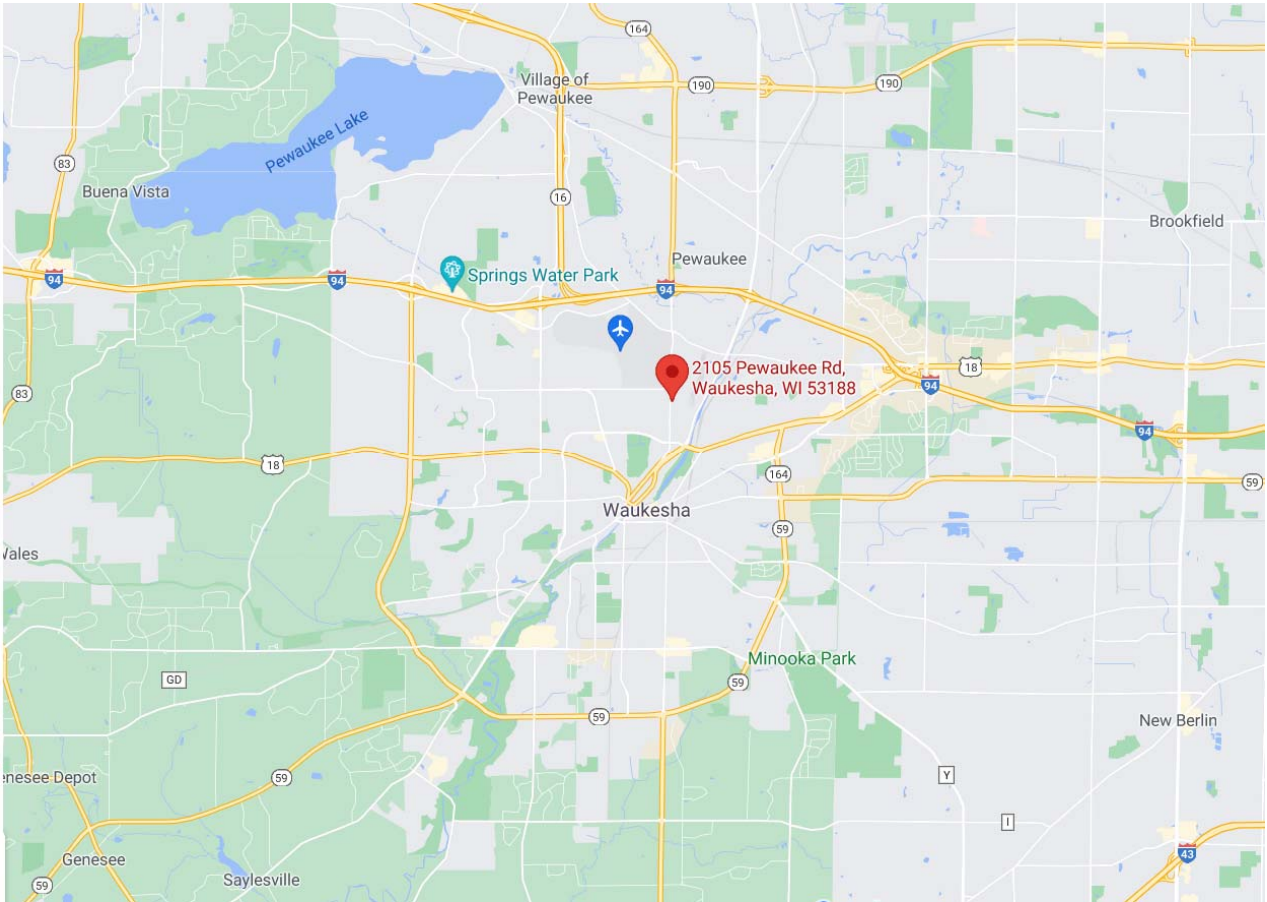 164
Village of
Pewaukee
190
190
Pewaukee Lake
83
Buena Vista
16
Brookfield
Pewaukee
Springs Water Park
94
94
94
2105 Pewaukee Rd,
Waukesha, WI 53188
18
94
83
94
18
164
59
Waukesha
59
Wales
Minooka Park
GD
59
59
New Berlin
Y
enesee Depot
59
I
43
Genesee
Saylesville
59